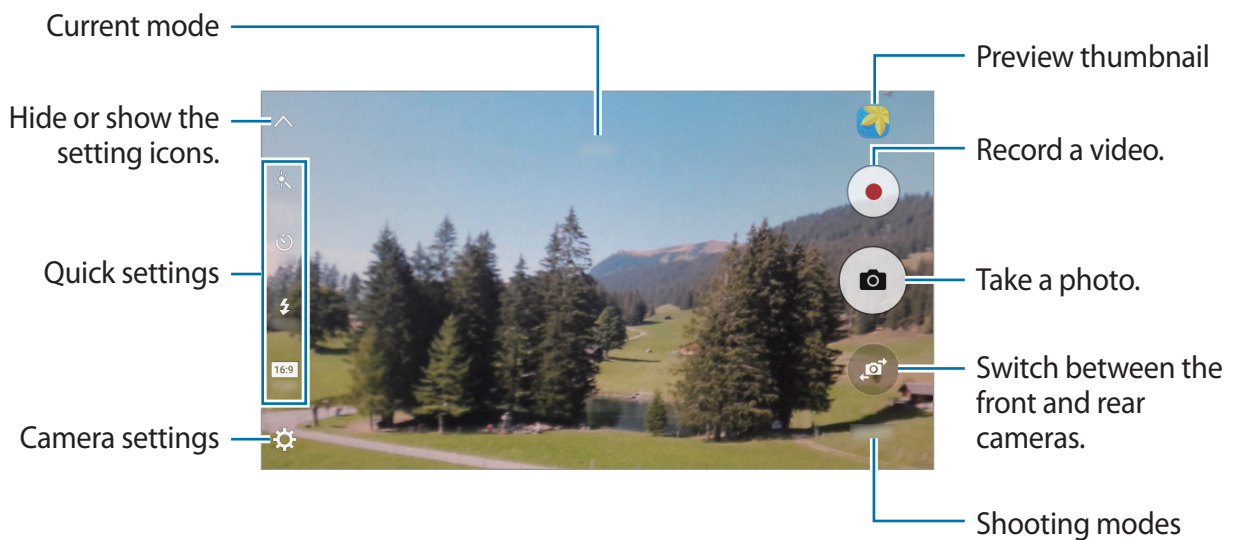 Current mode
Hide or show the
setting icons.
Quick settings
16:9
Camera settings
Preview thumbnail
Record a video.
Take a photo.
Switch between the
front and rear
cameras.
Shooting modes